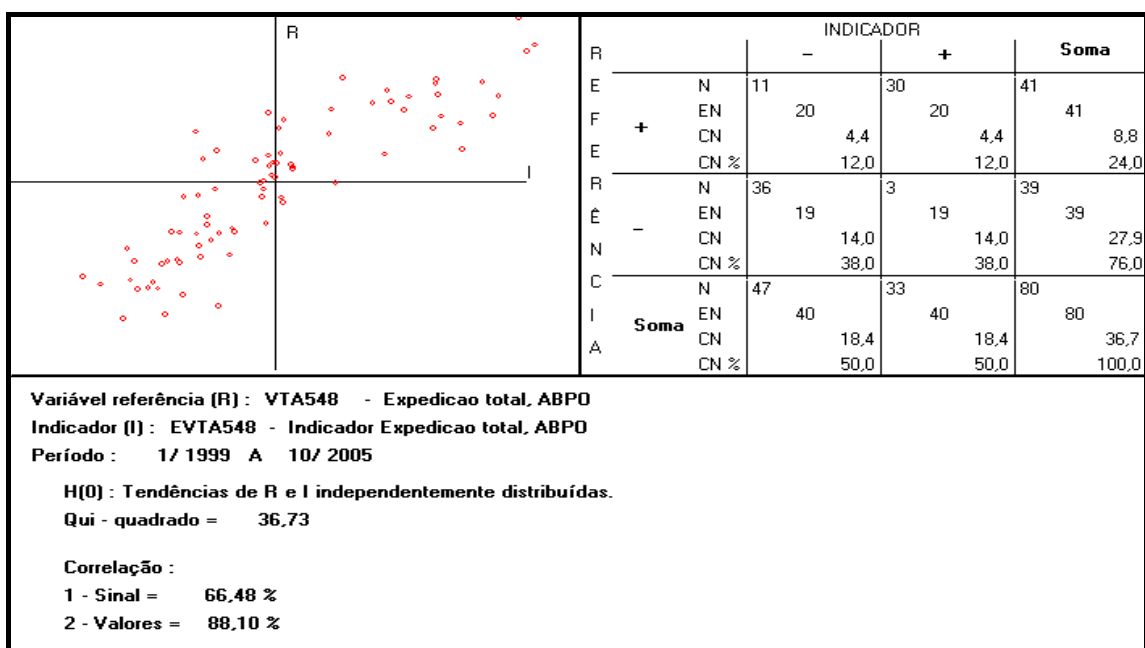 R
I
INDICADOR
REFERÊNCIA
- + Soma
+ N 11 30 41
EN 20 20 41
CN 4,4 4,4 8,8
CN % 12,0 12,0 24,0
- N 36 3 39
EN 19 19 39
CN 14,0 14,0 27,9
CN % 38,0 38,0 76,0
Soma N 47 33 80
EN 40 40 80
CN 18,4 18,4 36,7
CN % 50,0 50,0 100,0
Variável referência (R) : VTA548 - Expedicao total, ABPO
Indicador (I) : EVTA548 - Indicador Expedicao total, ABPO
Período : 1/ 1999 A 10/ 2005
H(0) : Tendências de R e I independentemente distribuídas.
Qui - quadrado = 36,73
Correlação :
1 - Sinal = 66,48 %
2 - Valores = 88,10 %